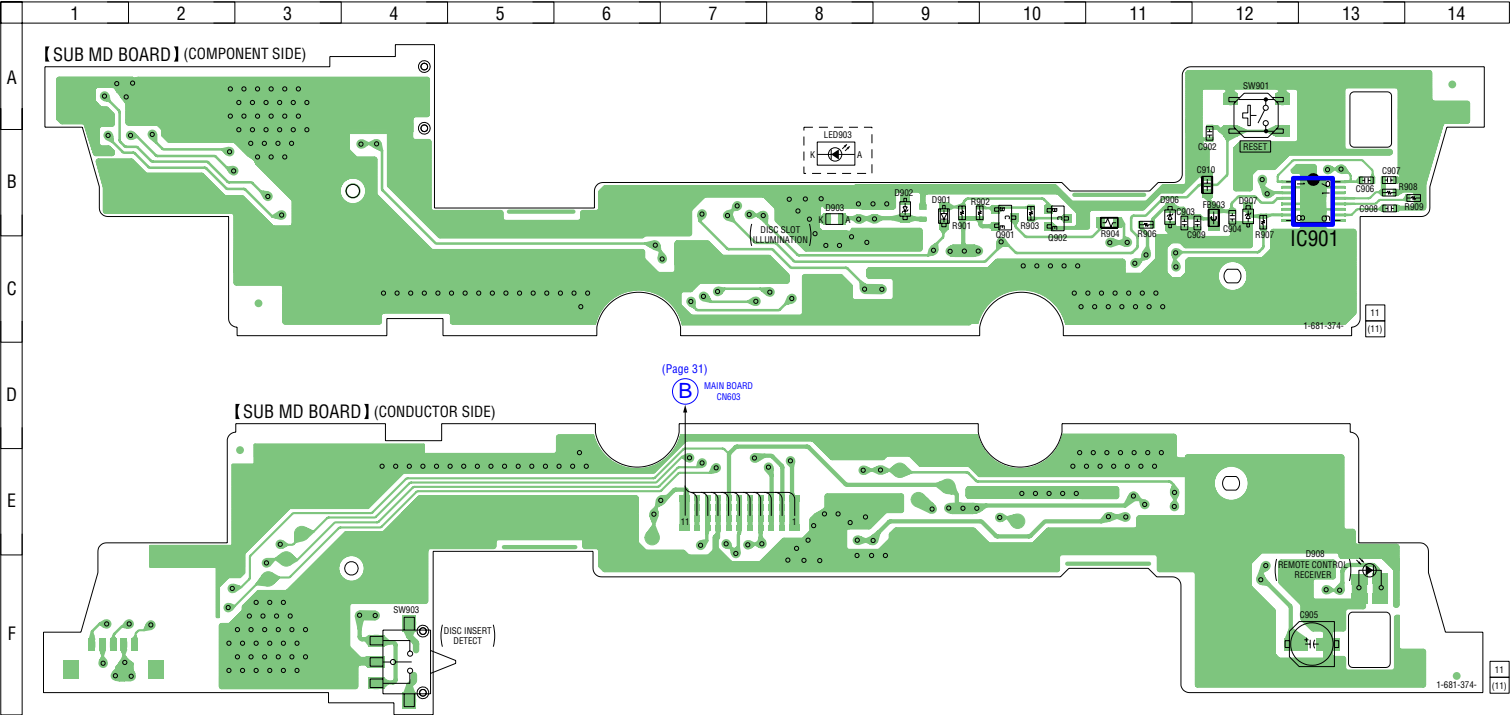 1 2 3 4 5 6 7 8 9 10 11 12 13 14
A
B
C
D
E
F
【SUB MD BOARD】(COMPONENT SIDE)
SW901
RESET
C902
LED903
K A
C910
C907
C906
R908
C908
R909
IC901
1
8
D902
D901
R902
D903
K A
R901
Q901
B C E
R903
Q902
B C E
R904
R906
D906
C903
C909
FB903
C904
D907
R907
(DISC SLOT
ILLUMINATION)
1-681-374-
11
(11)
(Page 31)
B MAIN BOARD
CN603
【SUB MD BOARD】(CONDUCTOR SIDE)
11 1
D908
(REMOTE CONTROL
RECEIVER)
C905
+
SW903
(DISC INSERT
DETECT)
1-681-374-
11
(11)